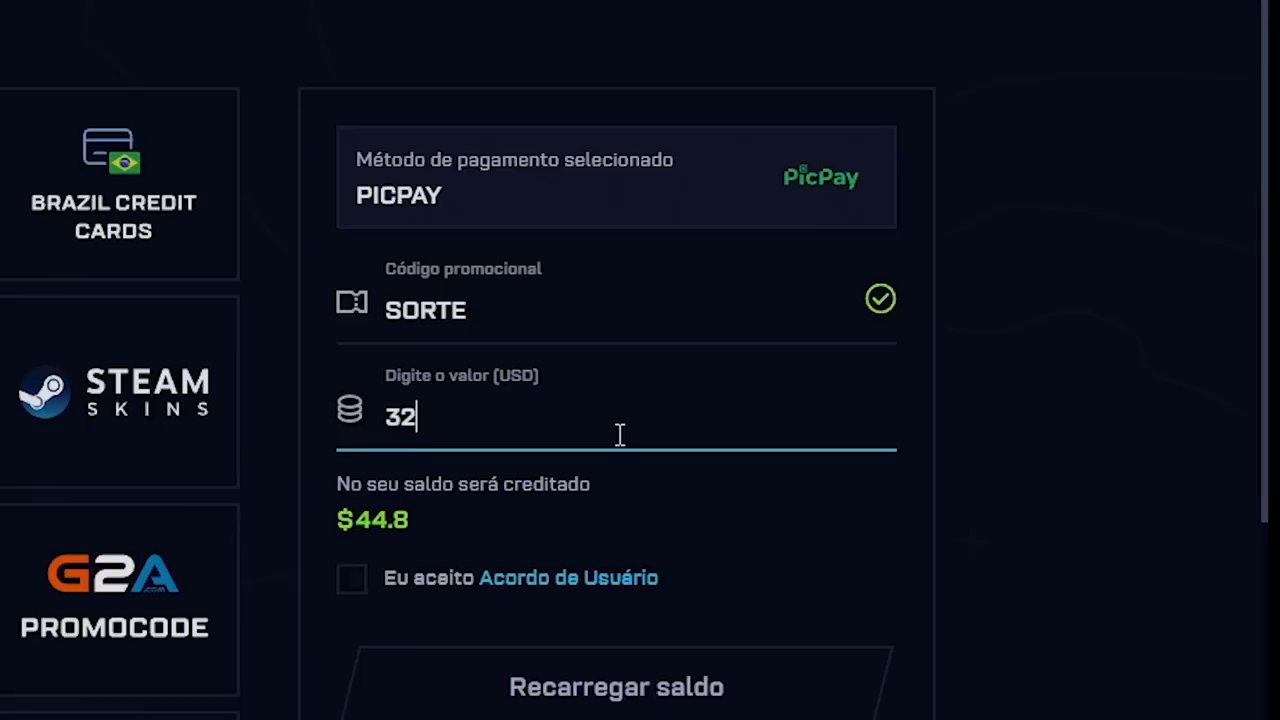 BRAZIL CREDIT
CARDS
STEAM
SKINS
G2A
.COM
PROMOCODE
Método de pagamento selecionado
PICPAY
PicPay
Código promocional
SORTE
Digite o valor (USD)
32
No seu saldo será creditado
$44.8
Eu aceito Acordo de Usuário
Recarregar saldo